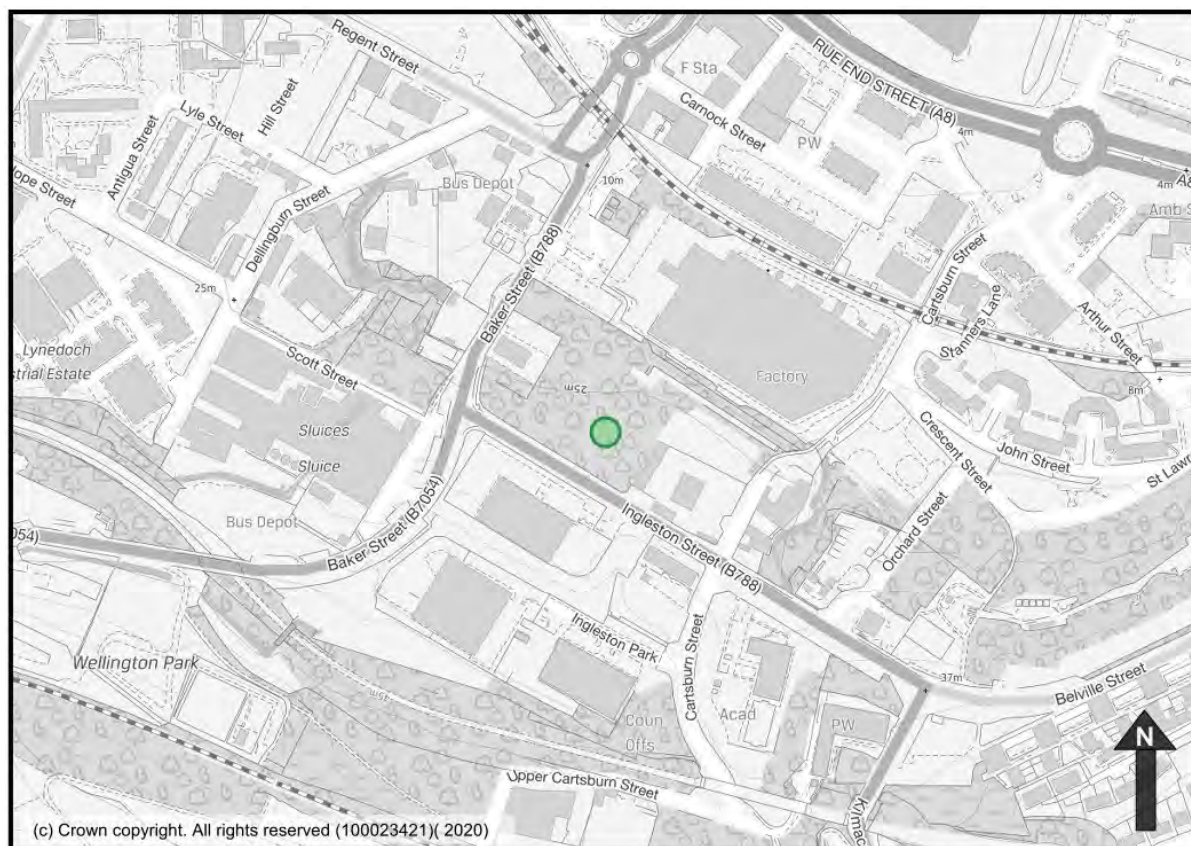 Regent Street
RUE END STREET (A8)
F Sta
Hill Street
Lyle Street
Carnock Street
4m
PW
Antigua Street
Bus Depot
10m
4m
A8
Amb S
ope Street
Dellingburn Street
Baker Street (B788)
Cartsburn Street
25m
Stanners Lane
Arthur Street
Lynedoch
strial Estate
Scott Street
25m
Factory
8m
Sluices
Crescent Street
John Street
St Lawr
Sluice
Bus Depot
Baker Street (B7054)
Ingleston Street (B788)
Orchard Street
054)
Ingleston Park
Cartsburn Street
Wellington Park
37m
Belville Street
Acad
Coun
Offs
PW
N
Upper Cartsburn Street
(c) Crown copyright. All rights reserved (100023421)( 2020)